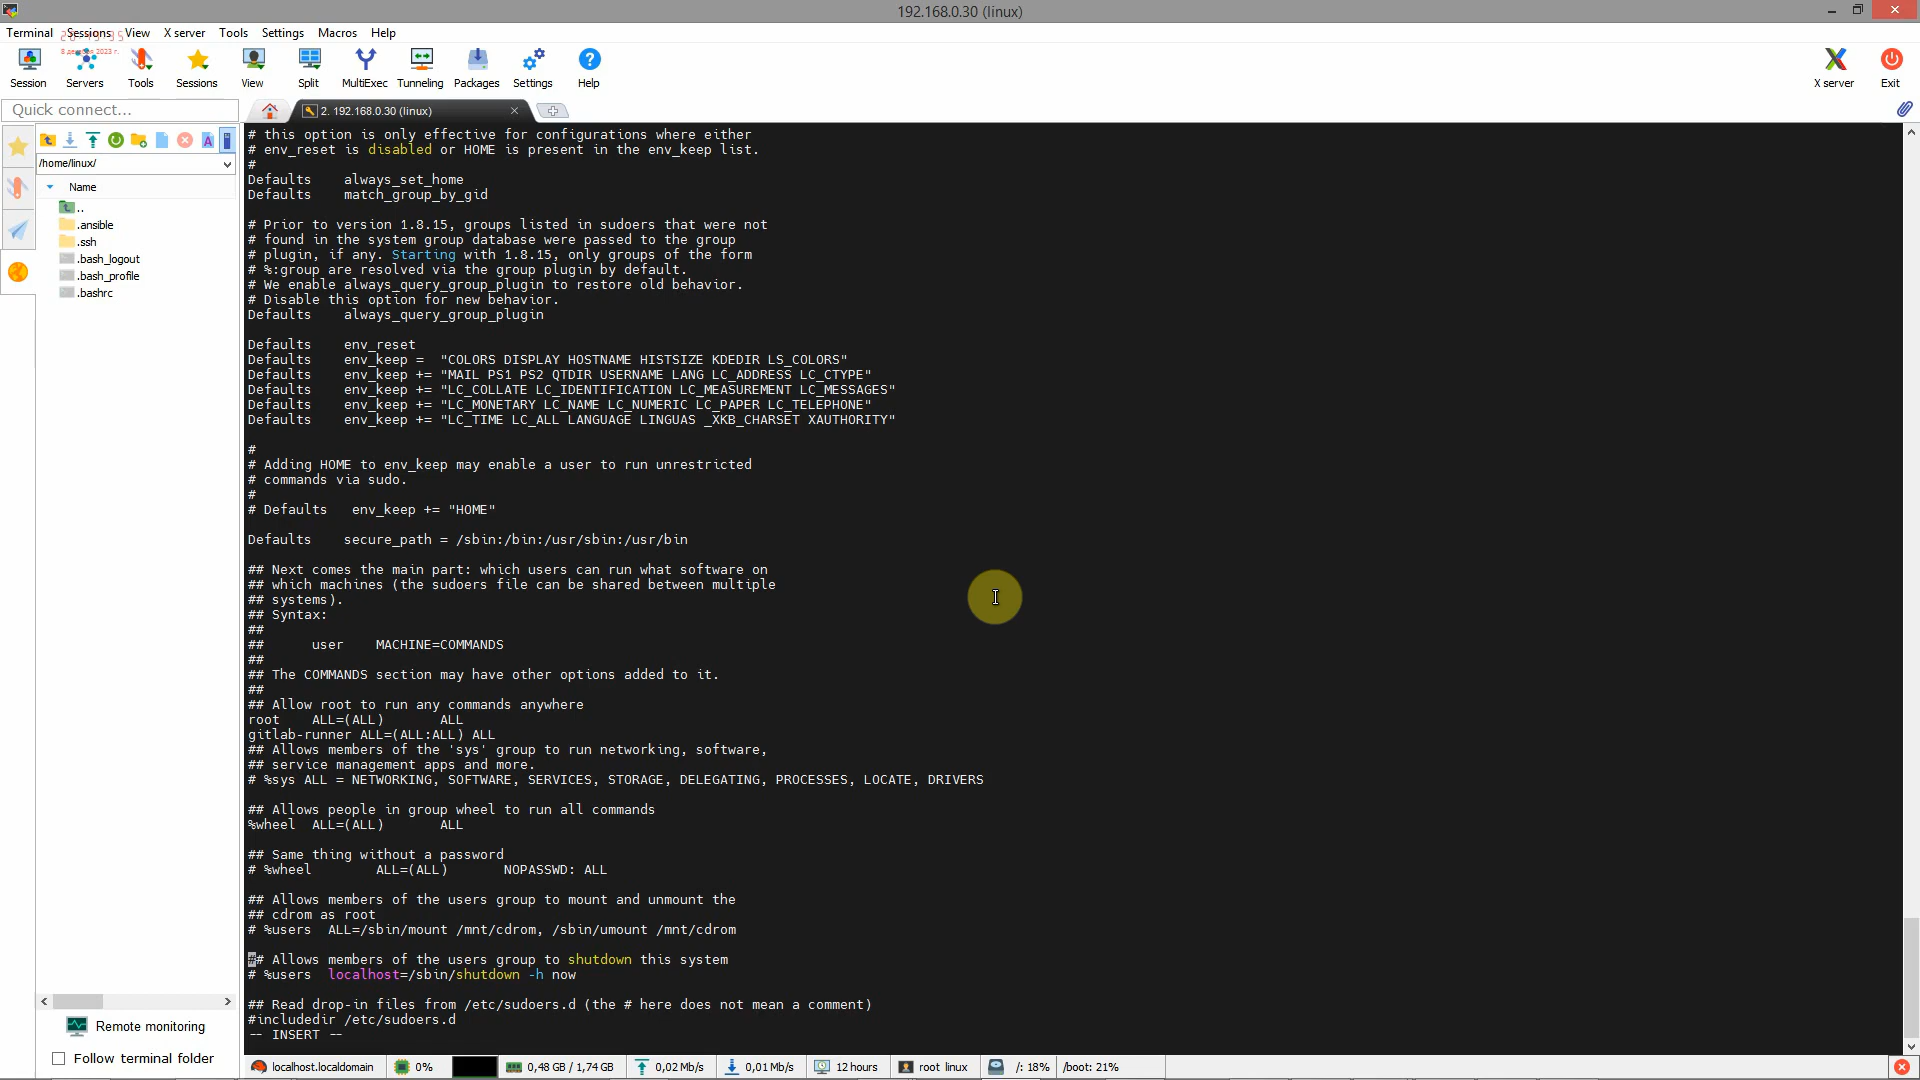 192.168.0.30 (linux)
Terminal Sessions View X server Tools Settings Macros Help
8 декабря 2023 г.
Session Servers Tools Sessions View Split MultiExec Tunneling Packages Settings Help X server Exit
Quick connect...
2. 192.168.0.30 (linux)
/home/linux/
Name
..
.ansible
.ssh
.bash_logout
.bash_profile
.bashrc
Remote monitoring
Follow terminal folder
# this option is only effective for configurations where either
# env_reset is disabled or HOME is present in the env_keep list.
#
Defaults    always_set_home
Defaults    match_group_by_gid
# Prior to version 1.8.15, groups listed in sudoers that were not
# found in the system group database were passed to the group
# plugin, if any. Starting with 1.8.15, only groups of the form
# %:group are resolved via the group plugin by default.
# We enable always_query_group_plugin to restore old behavior.
# Disable this option for new behavior.
Defaults    always_query_group_plugin
Defaults    env_reset
Defaults    env_keep =  "COLORS DISPLAY HOSTNAME HISTSIZE KDEDIR LS_COLORS"
Defaults    env_keep += "MAIL PS1 PS2 QTDIR USERNAME LANG LC_ADDRESS LC_CTYPE"
Defaults    env_keep += "LC_COLLATE LC_IDENTIFICATION LC_MEASUREMENT LC_MESSAGES"
Defaults    env_keep += "LC_MONETARY LC_NAME LC_NUMERIC LC_PAPER LC_TELEPHONE"
Defaults    env_keep += "LC_TIME LC_ALL LANGUAGE LINGUAS _XKB_CHARSET XAUTHORITY"
#
# Adding HOME to env_keep may enable a user to run unrestricted
# commands via sudo.
#
# Defaults   env_keep += "HOME"
Defaults    secure_path = /sbin:/bin:/usr/sbin:/usr/bin
## Next comes the main part: which users can run what software on
## which machines (the sudoers file can be shared between multiple
## systems).
## Syntax:
##
##      user    MACHINE=COMMANDS
##
## The COMMANDS section may have other options added to it.
##
## Allow root to run any commands anywhere
root    ALL=(ALL)       ALL
gitlab-runner ALL=(ALL:ALL) ALL
## Allows members of the 'sys' group to run networking, software,
## service management apps and more.
# %sys ALL = NETWORKING, SOFTWARE, SERVICES, STORAGE, DELEGATING, PROCESSES, LOCATE, DRIVERS
## Allows people in group wheel to run all commands
%wheel  ALL=(ALL)       ALL
## Same thing without a password
# %wheel        ALL=(ALL)       NOPASSWD: ALL
## Allows members of the users group to mount and unmount the
## cdrom as root
# %users  ALL=/sbin/mount /mnt/cdrom, /sbin/umount /mnt/cdrom
## Allows members of the users group to shutdown this system
# %users  localhost=/sbin/shutdown -h now
## Read drop-in files from /etc/sudoers.d (the # here does not mean a comment)
#includedir /etc/sudoers.d
-- INSERT --
localhost.localdomain 0% 0,48 GB / 1,74 GB 0,02 Mb/s 0,01 Mb/s 12 hours root linux /: 18% /boot: 21%